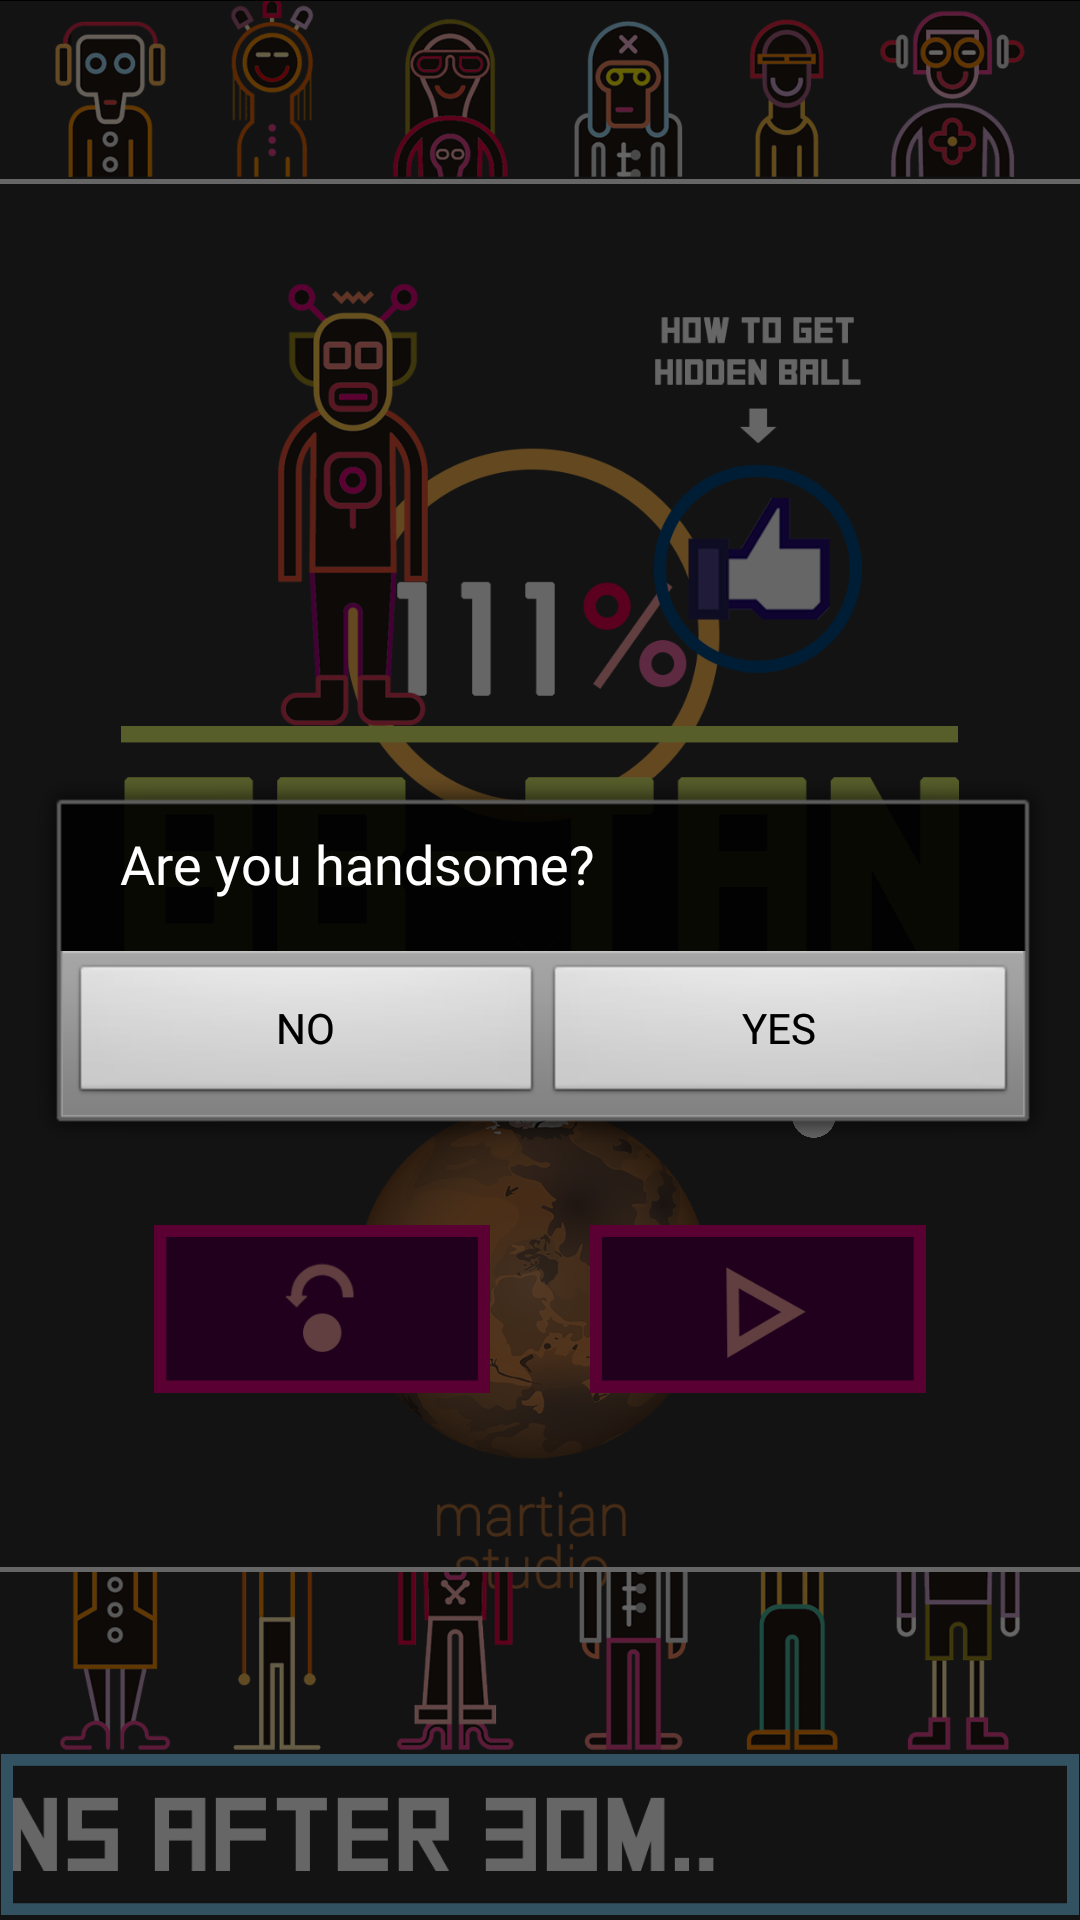 HOW TO GET
HIDDEN BALL
111%
Are you handsome?
NO
YES
martian
studio
NS AFTER 30M..